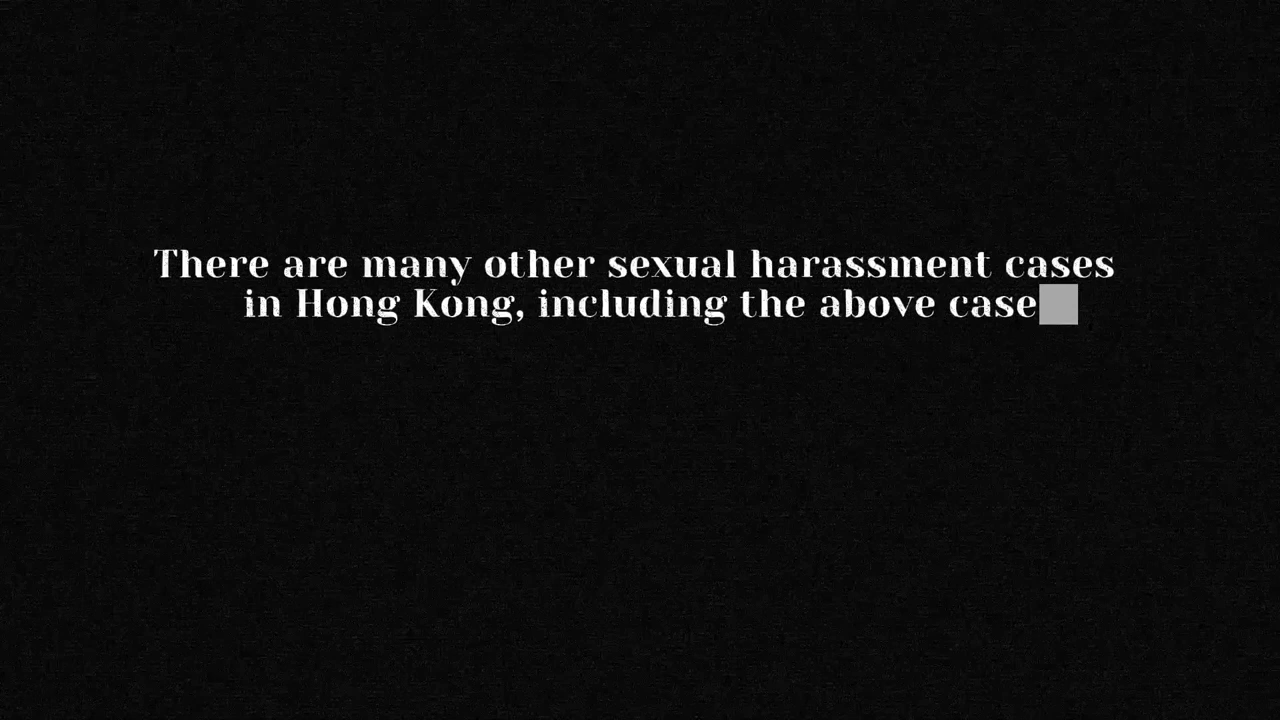 There are many other sexual harassment cases
in Hong Kong, including the above case